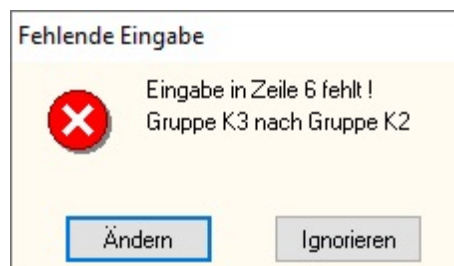 Fehlende Eingabe
Eingabe in Zeile 6 fehlt !
Gruppe K3 nach Gruppe K2
Ändern
Ignorieren